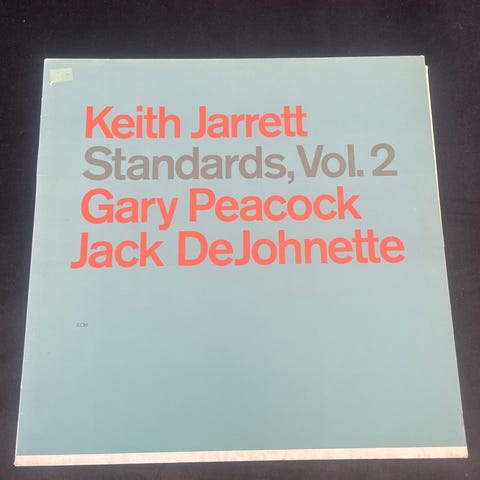 Keith Jarrett
Standards, Vol. 2
Gary Peacock
Jack DeJohnette
ECM